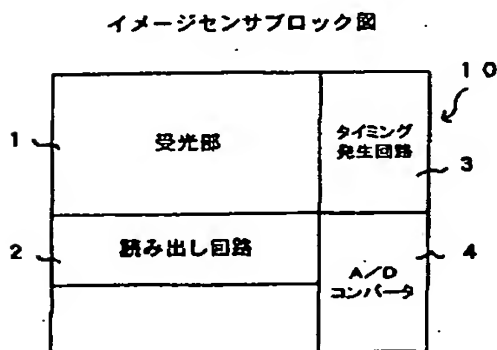 イメージセンサブロック図
10
1
受光部
タイミング
発生回路
3
2
読み出し回路
A/D
コンバータ
4